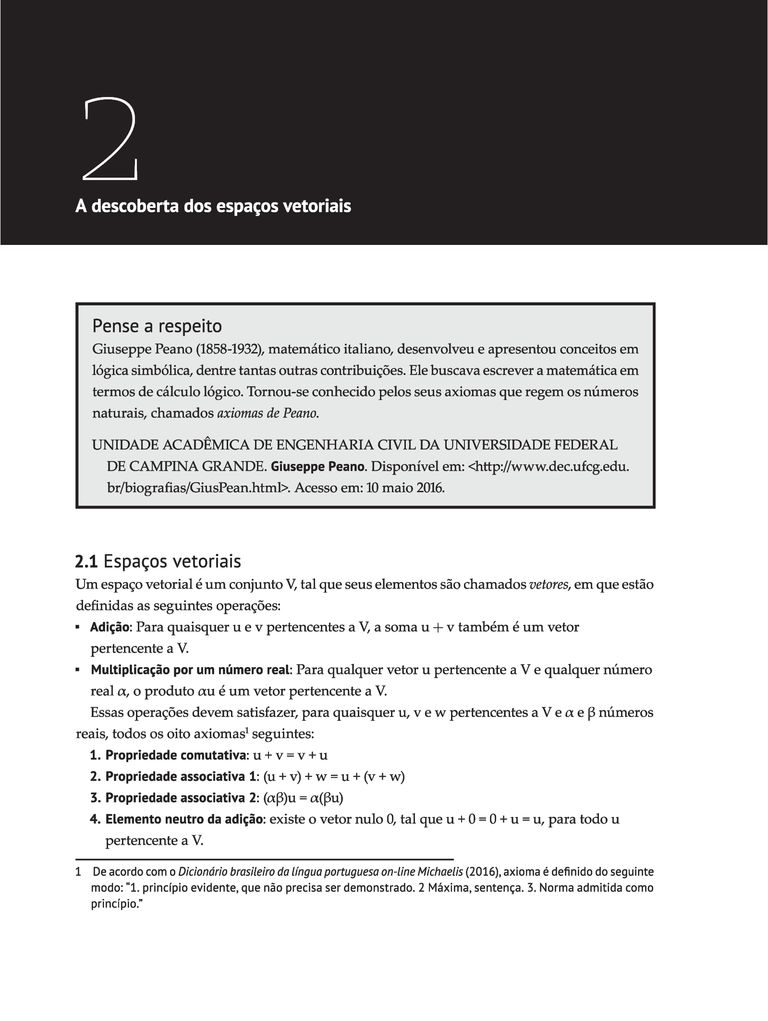 2
A descoberta dos espaços vetoriais
Pense a respeito
Giuseppe Peano (1858-1932), matemático italiano, desenvolveu e apresentou conceitos em
lógica simbólica, dentre tantas outras contribuições. Ele buscava escrever a matemática em
termos de cálculo lógico. Tornou-se conhecido pelos seus axiomas que regem os números
naturais, chamados axiomas de Peano.
UNIDADE ACADÊMICA DE ENGENHARIA CIVIL DA UNIVERSIDADE FEDERAL
DE CAMPINA GRANDE. Giuseppe Peano. Disponível em: <http://www.dec.ufcg.edu.
br/biografias/GiusPean.html>. Acesso em: 10 maio 2016.
2.1 Espaços vetoriais
Um espaço vetorial é um conjunto V, tal que seus elementos são chamados vetores, em que estão
definidas as seguintes operações:
▪ Adição: Para quaisquer u e v pertencentes a V, a soma u + v também é um vetor
pertencente a V.
▪ Multiplicação por um número real: Para qualquer vetor u pertencente a V e qualquer número
real α, o produto αu é um vetor pertencente a V.
Essas operações devem satisfazer, para quaisquer u, v e w pertencentes a V e α e β números
reais, todos os oito axiomas¹ seguintes:
1. Propriedade comutativa: u + v = v + u
2. Propriedade associativa 1: (u + v) + w = u + (v + w)
3. Propriedade associativa 2: (αβ)u = α(βu)
4. Elemento neutro da adição: existe o vetor nulo 0, tal que u + 0 = 0 + u = u, para todo u
pertencente a V.
1 De acordo com o Dicionário brasileiro da língua portuguesa on-line Michaelis (2016), axioma é definido do seguinte
modo: "1. princípio evidente, que não precisa ser demonstrado. 2 Máxima, sentença. 3. Norma admitida como
princípio."